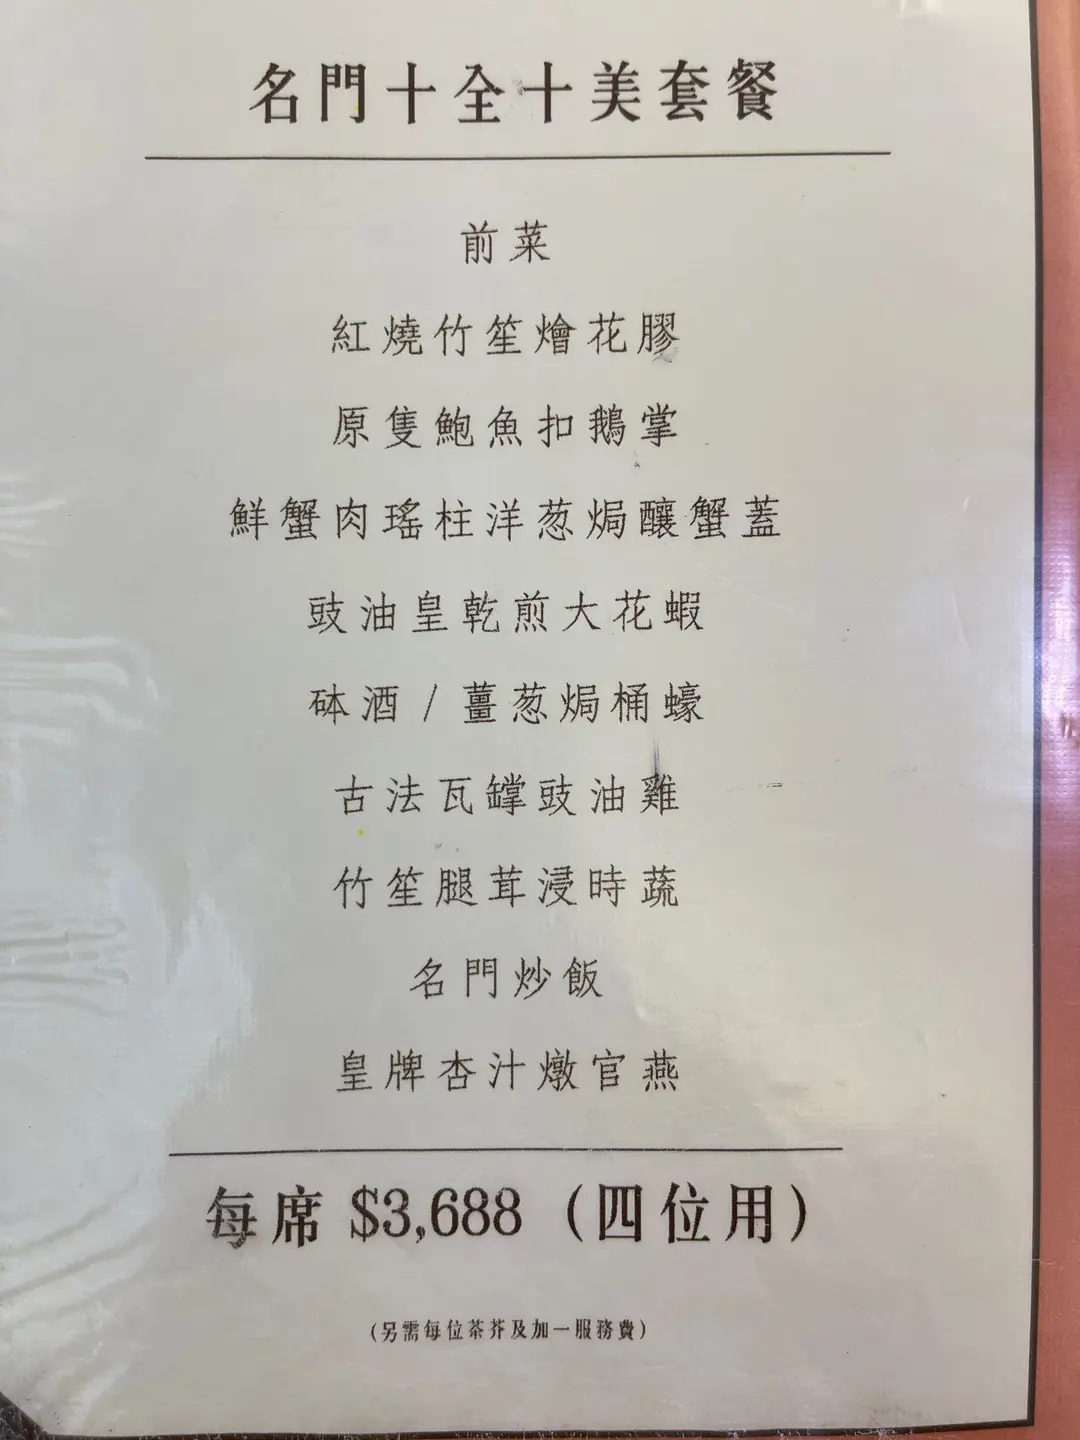 名門十全十美套餐
前菜
紅燒竹笙燴花膠
原隻鮑魚扣鵝掌
鮮蟹肉瑤柱洋葱焗釀蟹蓋
豉油皇乾煎大花蝦
砵酒 / 薑葱焗桶蠔
古法瓦罉豉油雞
竹笙腿茸浸時蔬
名門炒飯
皇牌杏汁燉官燕
每席 $3,688（四位用）
(另需每位茶芥及加一服務費)